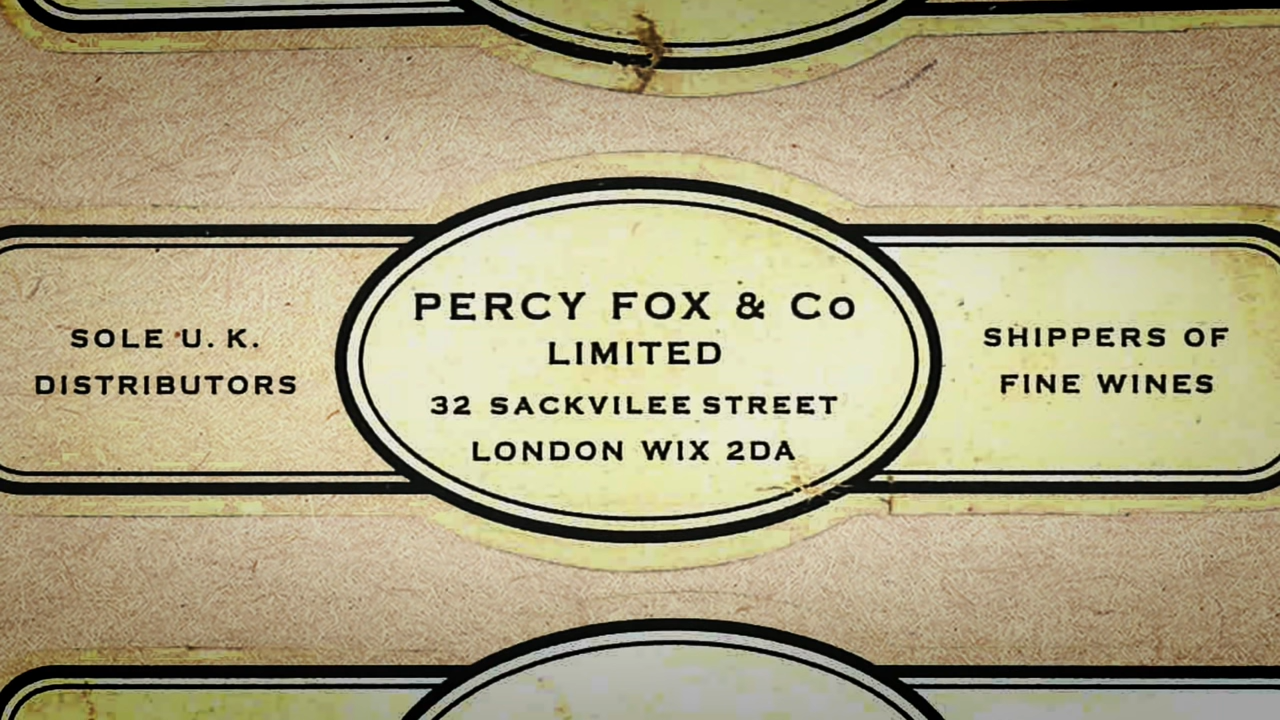 SOLE U. K.
DISTRIBUTORS
PERCY FOX & Co
LIMITED
32 SACKVILEE STREET
LONDON WIX 2DA
SHIPPERS OF
FINE WINES